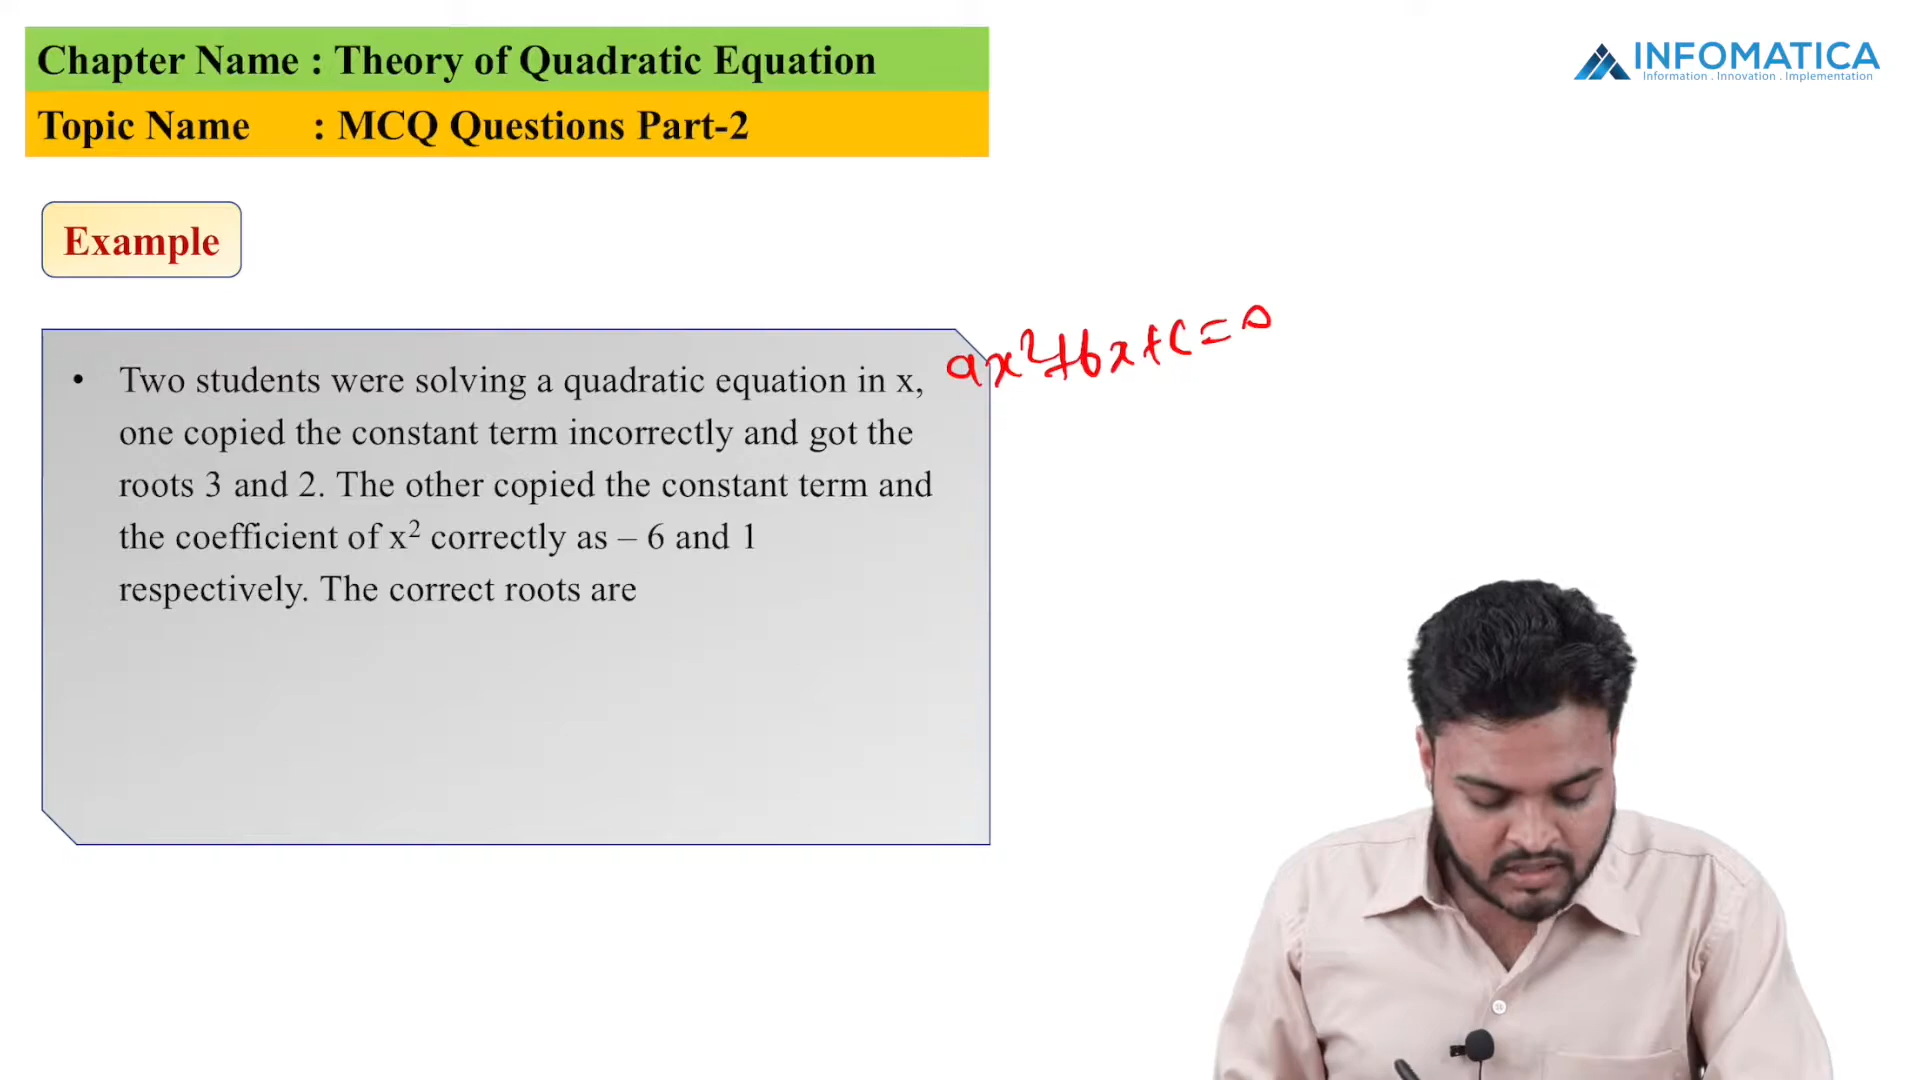 Chapter Name : Theory of Quadratic Equation
Topic Name : MCQ Questions Part-2
INFOMATICA
Information . Innovation . Implementation
Example
ax²+bx+c=0
• Two students were solving a quadratic equation in x,
one copied the constant term incorrectly and got the
roots 3 and 2. The other copied the constant term and
the coefficient of x² correctly as – 6 and 1
respectively. The correct roots are